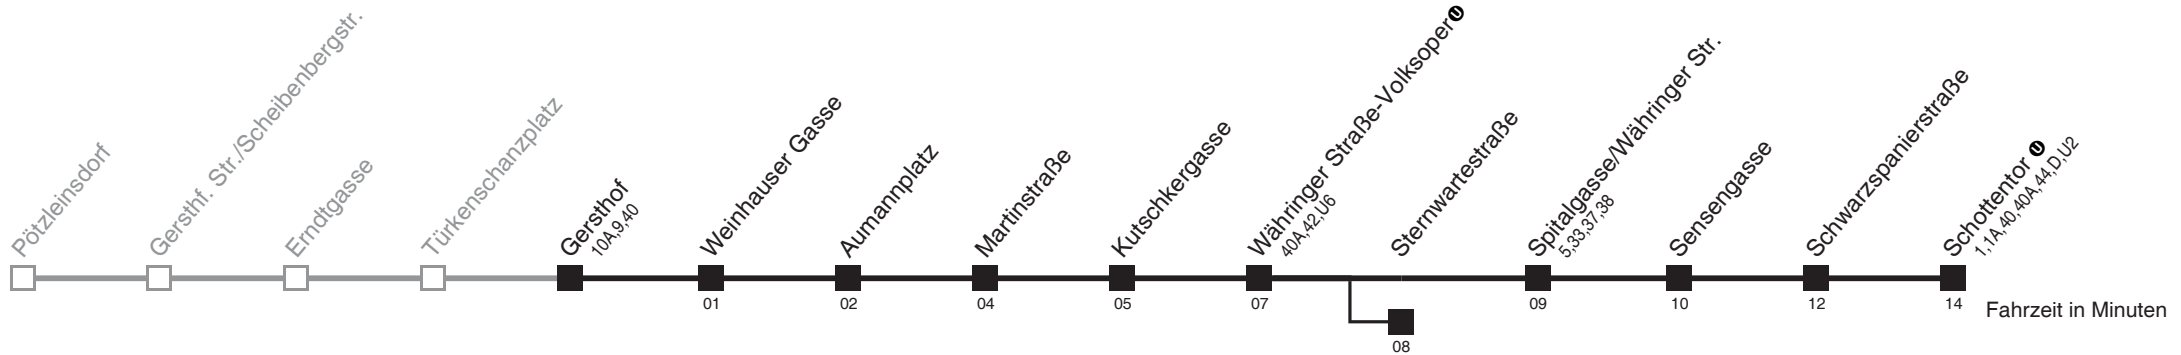 Pötzleinsdorf
Gersthf. Str./Scheibenbergstr.
Erndtgasse
Türkenschanzplatz
Gersthof
10A,9,40
Weinhauser Gasse
Aumannplatz
Martinstraße
Kutschkergasse
Währinger Straße-Volksoper U
40A,42,U6
Sternwartestraße
Spitalgasse/Währinger Str.
5,33,37,38
Sensengasse
Schwarzspanierstraße
Schottentor U
1,1A,40,40A,44,D,U2
01
02
04
05
07
08
09
10
12
14
Fahrzeit in Minuten